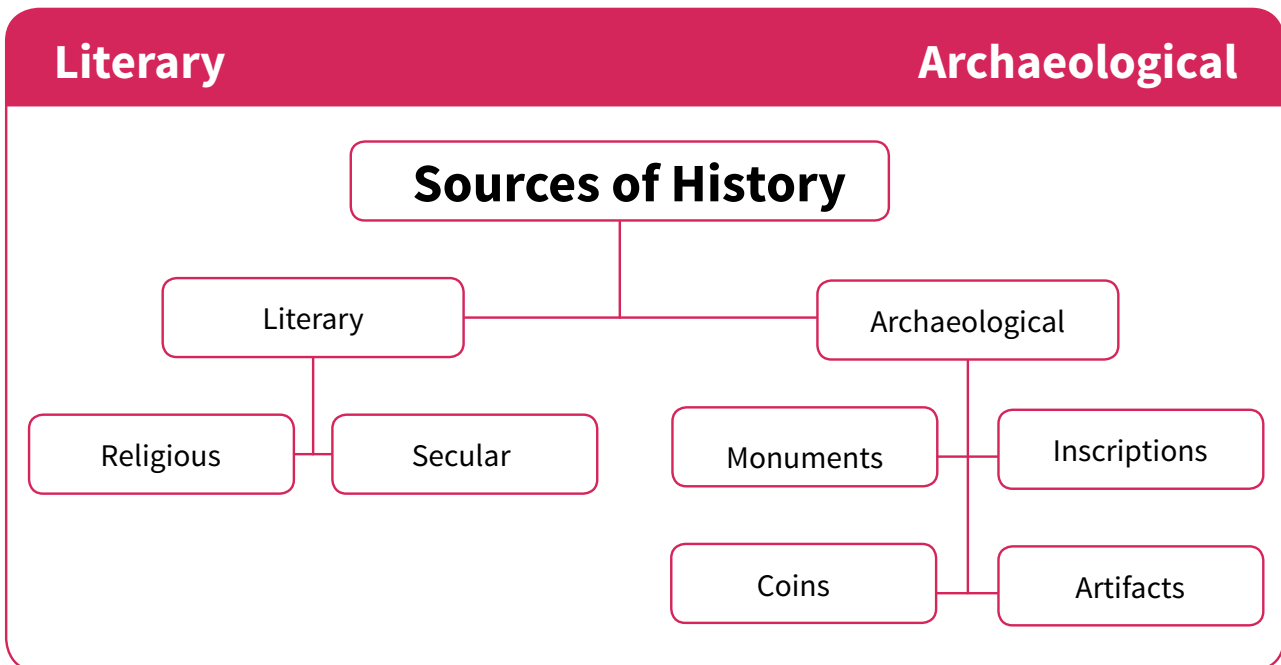 Literary
Archaeological
Sources of History
Literary
Archaeological
Religious
Secular
Monuments
Inscriptions
Coins
Artifacts